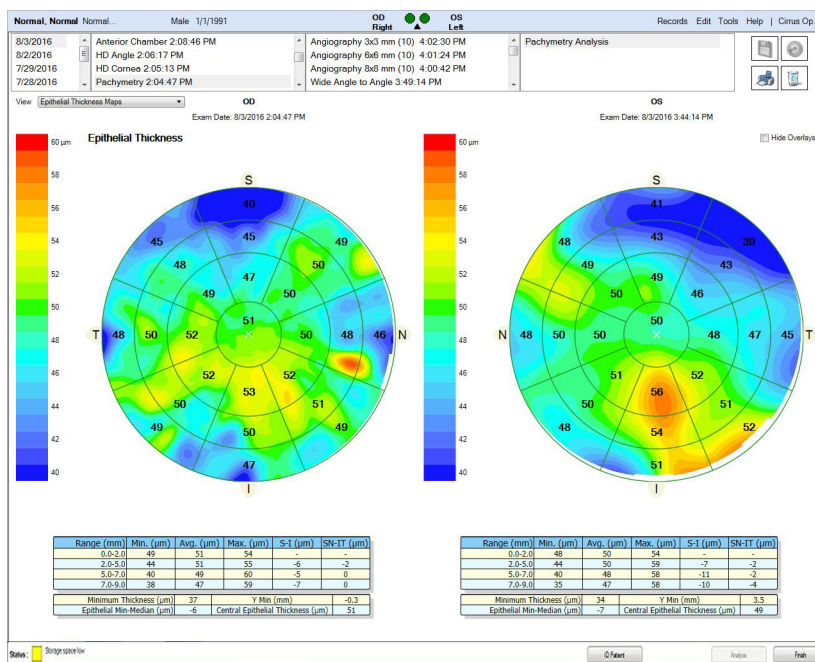 Normal, Normal Normal... Male 1/1/1991 OD Right OS Left Records Edit Tools Help | Cirrus Op.
8/3/2016
8/2/2016
7/29/2016
7/28/2016
Anterior Chamber 2:08:46 PM
HD Angle 2:06:17 PM
HD Cornea 2:05:13 PM
Pachymetry 2:04:47 PM
Angiography 3x3 mm (10) 4:02:30 PM
Angiography 6x6 mm (10) 4:01:24 PM
Angiography 8x8 mm (10) 4:00:42 PM
Wide Angle to Angle 3:49:14 PM
Pachymetry Analysis
View Epithelial Thickness Maps
OD
Exam Date: 8/3/2016 2:04:47 PM
OS
Exam Date: 8/3/2016 3:44:14 PM
Epithelial Thickness
Hide Overlays
60 µm
58
56
54
52
50
48
46
44
42
40
S
40
45 45 49
48 47 50
49 50
51
T 48 50 52 50 48 46 N
52 52
53
50 51
49 50 49
47
I
60 µm
58
56
54
52
50
48
46
44
42
40
S
41
48 43 39
49 49 43
50 46
50
N 48 50 50 48 47 45 T
51 52
56
50 51
48 54 52
51
I
Range (mm) Min. (µm) Avg. (µm) Max. (µm) S-I (µm) SN-IT (µm)
0.0-2.0 49 51 54 - -
2.0-5.0 44 51 55 -6 -2
5.0-7.0 40 49 60 -5 0
7.0-9.0 38 47 59 -7 0
Minimum Thickness (µm) 37 Y Min (mm) -0.3
Epithelial Min-Median (µm) -6 Central Epithelial Thickness (µm) 51
Range (mm) Min. (µm) Avg. (µm) Max. (µm) S-I (µm) SN-IT (µm)
0.0-2.0 48 50 54 - -
2.0-5.0 44 50 59 -7 -2
5.0-7.0 40 48 58 -11 -2
7.0-9.0 35 47 58 -10 -4
Minimum Thickness (µm) 34 Y Min (mm) 3.5
Epithelial Min-Median (µm) -7 Central Epithelial Thickness (µm) 49
Status: Storage space low
ID Patient Analyze Finish